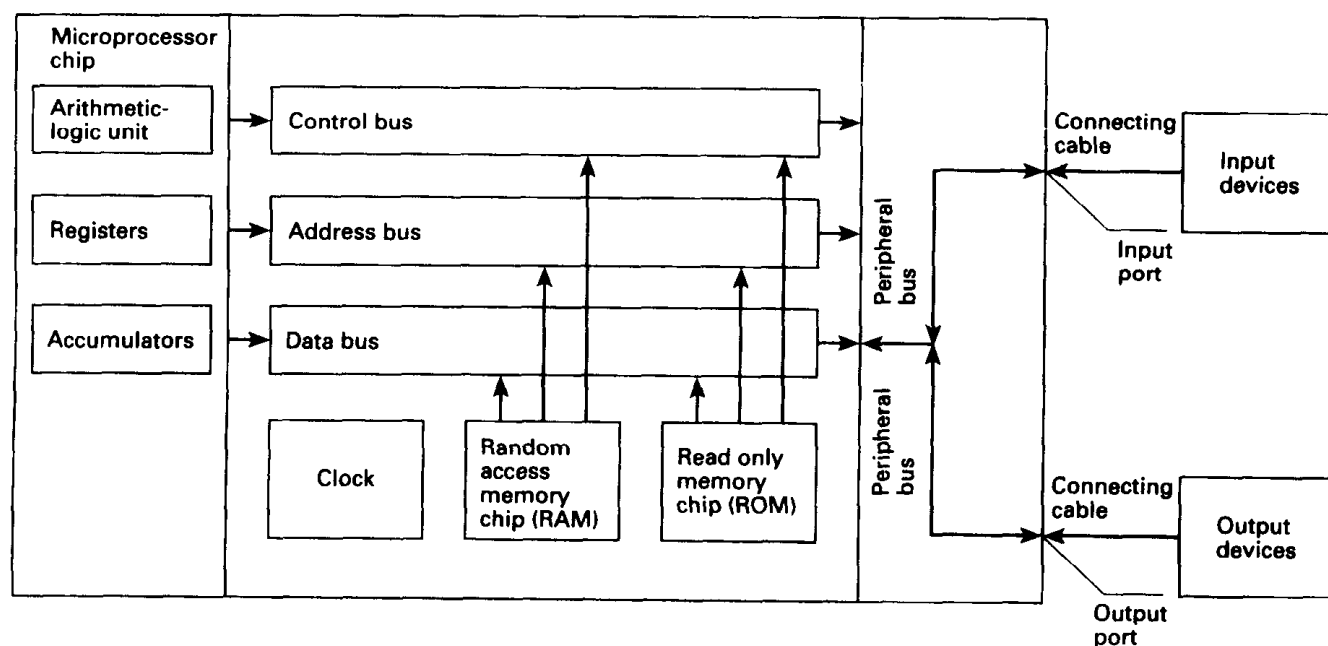 Microprocessor
chip
Arithmetic-
logic unit
Registers
Accumulators
Control bus
Address bus
Data bus
Clock
Random
access
memory
chip (RAM)
Read only
memory
chip (ROM)
Peripheral
bus
Peripheral
bus
Connecting
cable
Input
devices
Input
port
Connecting
cable
Output
devices
Output
port